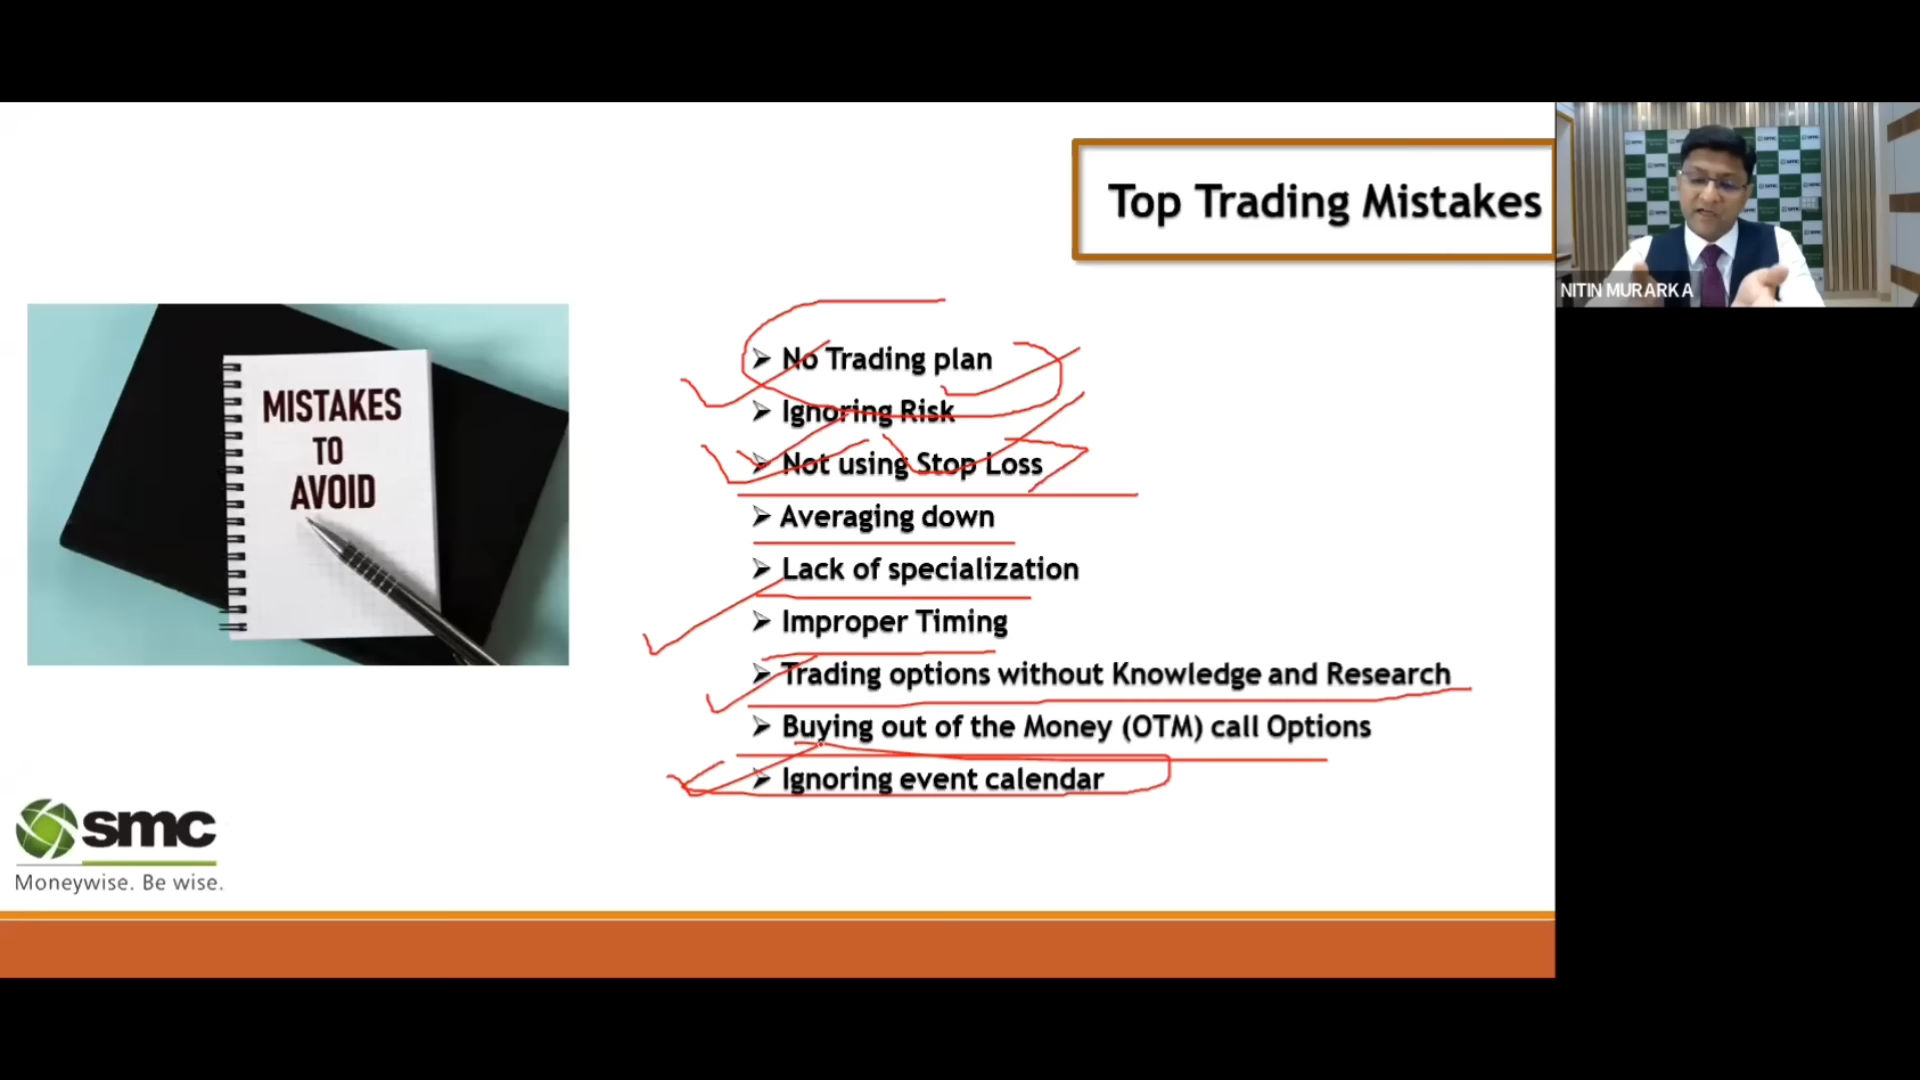 Top Trading Mistakes
NITIN MURARKA
MISTAKES
TO
AVOID
➢ No Trading plan
➢ Ignoring Risk
➢ Not using Stop Loss
➢ Averaging down
➢ Lack of specialization
➢ Improper Timing
➢ Trading options without Knowledge and Research
➢ Buying out of the Money (OTM) call Options
➢ Ignoring event calendar
smc
Moneywise. Be wise.